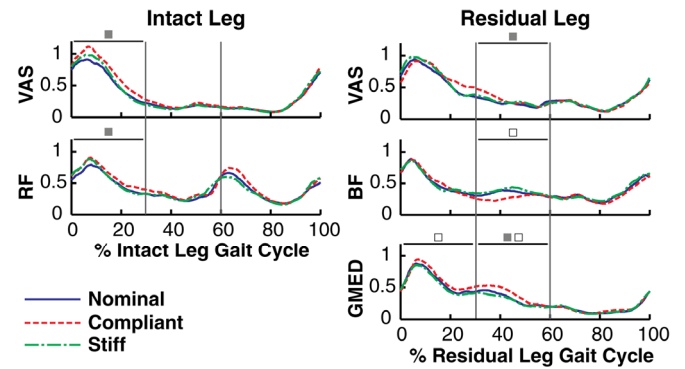 Intact Leg
Residual Leg
VAS
1
0.5
0
VAS
1
0.5
0
RF
1
0.5
0
BF
1
0.5
0
0 20 40 60 80 100
% Intact Leg Gait Cycle
GMED
1
0.5
0
0 20 40 60 80 100
% Residual Leg Gait Cycle
Nominal
Compliant
Stiff